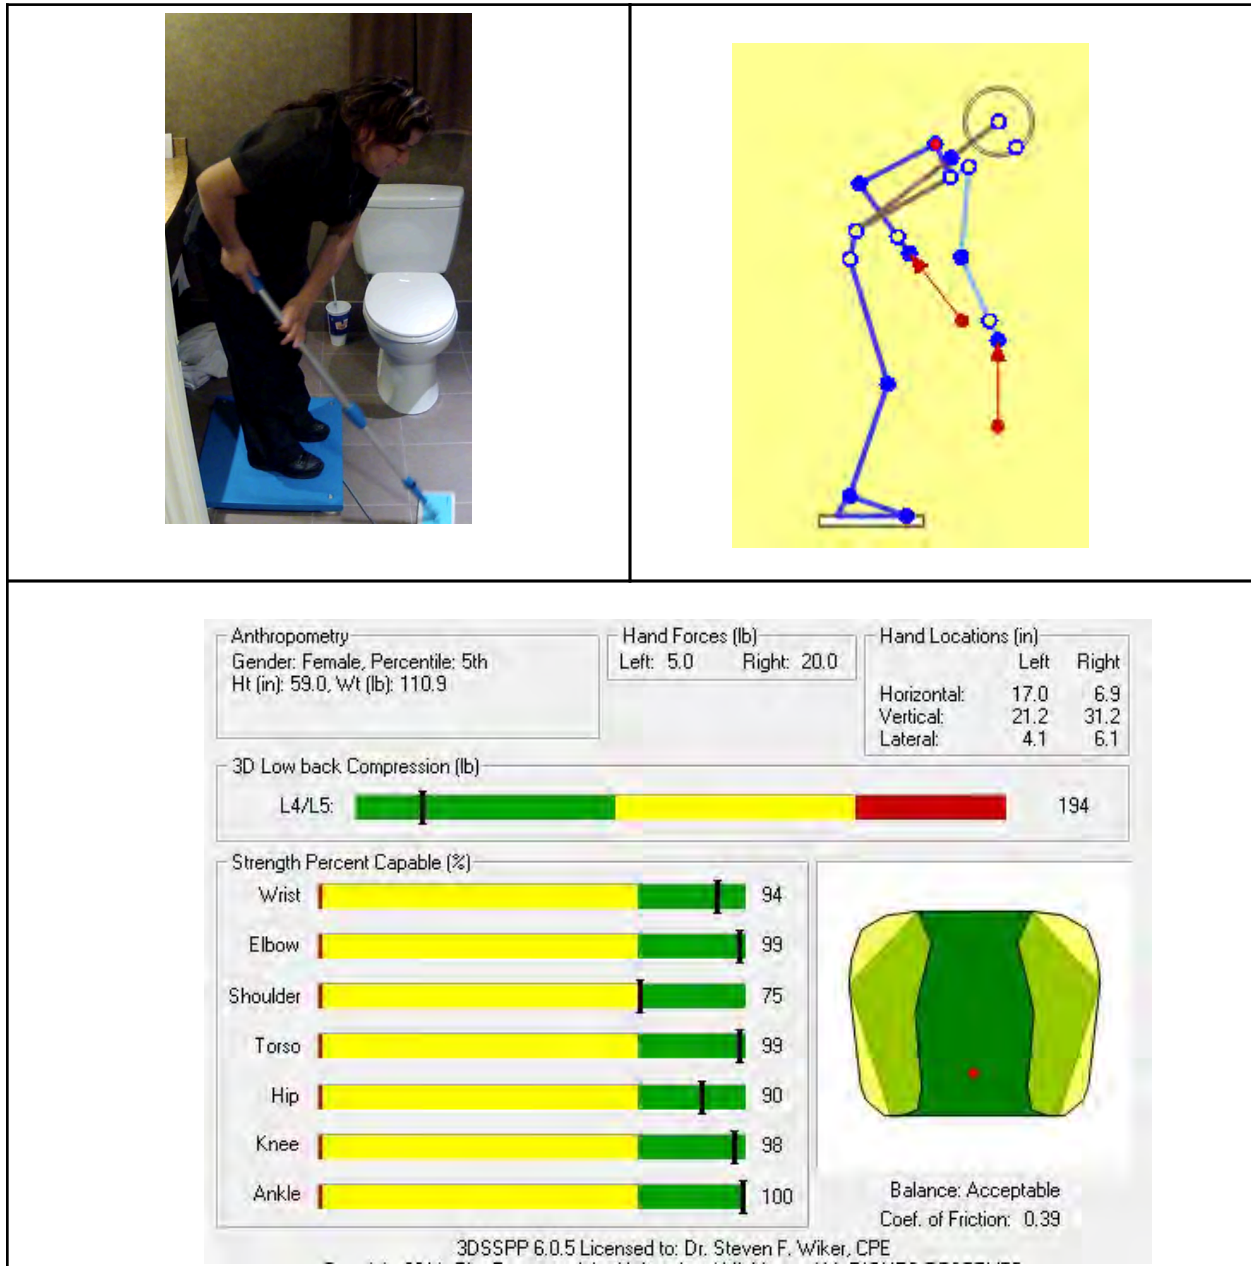 Anthropometry
Gender: Female, Percentile: 5th
Ht (in): 59.0, Wt (lb): 110.9
Hand Forces (lb)
Left: 5.0 Right: 20.0
Hand Locations (in)
Left Right
Horizontal: 17.0 6.9
Vertical: 21.2 31.2
Lateral: 4.1 6.1
3D Low back Compression (lb)
L4/L5: 194
Strength Percent Capable (%)
Wrist 94
Elbow 99
Shoulder 75
Torso 99
Hip 90
Knee 98
Ankle 100
Balance: Acceptable
Coef. of Friction: 0.39
3DSSPP 6.0.5 Licensed to: Dr. Steven F. Wiker, CPE